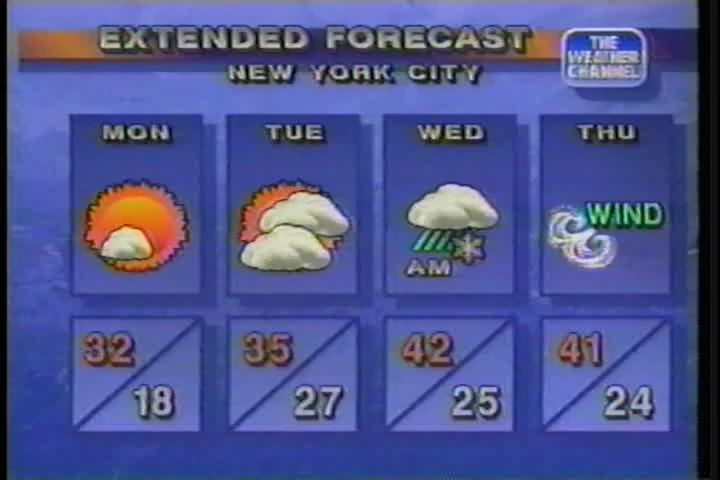 EXTENDED FORECAST
NEW YORK CITY
THE
WEATHER
CHANNEL
MON TUE WED THU
WIND
AM
32 35 42 41
18 27 25 24